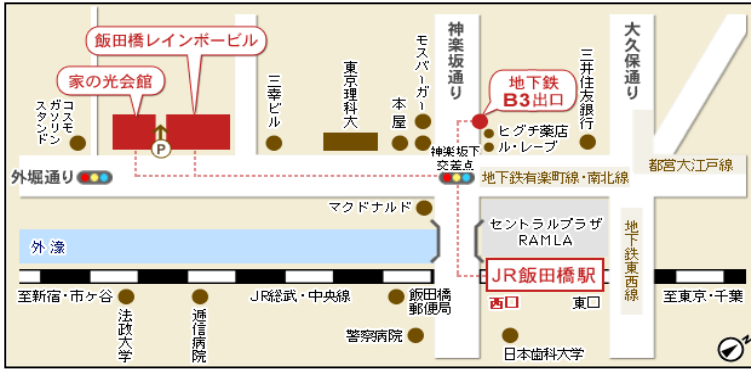 飯田橋レインボービル
家の光会館
コスモ
ガソリン
スタンド
P
三幸ビル
東京理科大
本屋
モスバーガー
神楽坂通り
地下鉄
B3出口
ヒグチ薬店
ル・レーブ
三井住友銀行
大久保通り
外堀通り
神楽坂下
交差点
地下鉄有楽町線・南北線
都営大江戸線
マクドナルド
セントラルプラザ
RAMLA
外濠
地下鉄東西線
JR飯田橋駅
至新宿・市ヶ谷
JR総武・中央線
飯田橋
郵便局
西口
東口
至東京・千葉
法政大学
逓信病院
警察病院
日本歯科大学
N